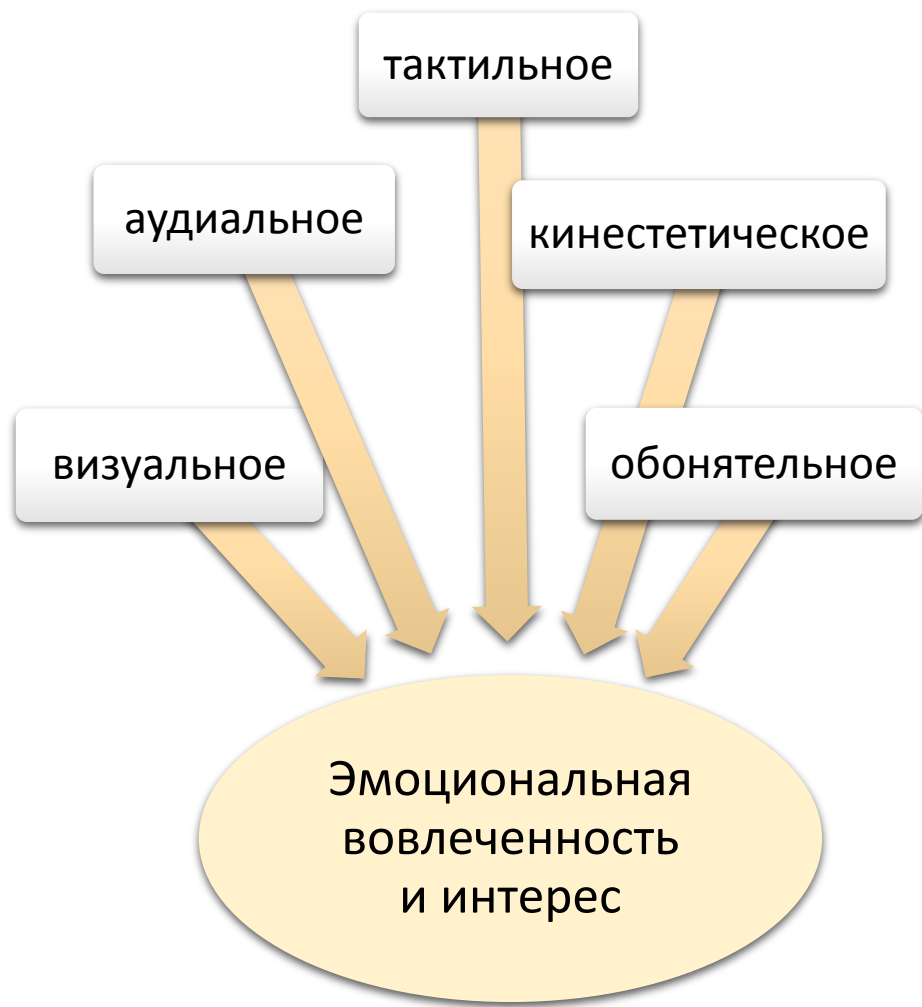 тактильное
аудиальное
кинестетическое
визуальное
обонятельное
Эмоциональная
вовлеченность
и интерес